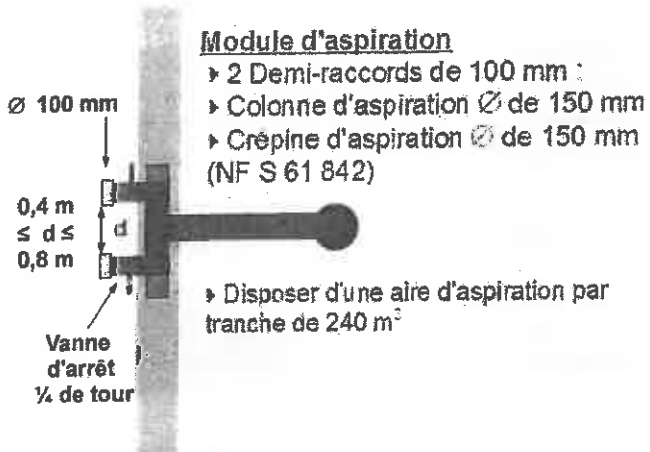 Module d'aspiration
▸ 2 Demi-raccords de 100 mm :
▸ Colonne d'aspiration ∅ de 150 mm
▸ Crépine d'aspiration ∅ de 150 mm
(NF S 61 842)
∅ 100 mm
0,4 m
≤ d ≤
0,8 m
d
▸ Disposer d'une aire d'aspiration par
tranche de 240 m³
Vanne
d'arrêt
¼ de tour